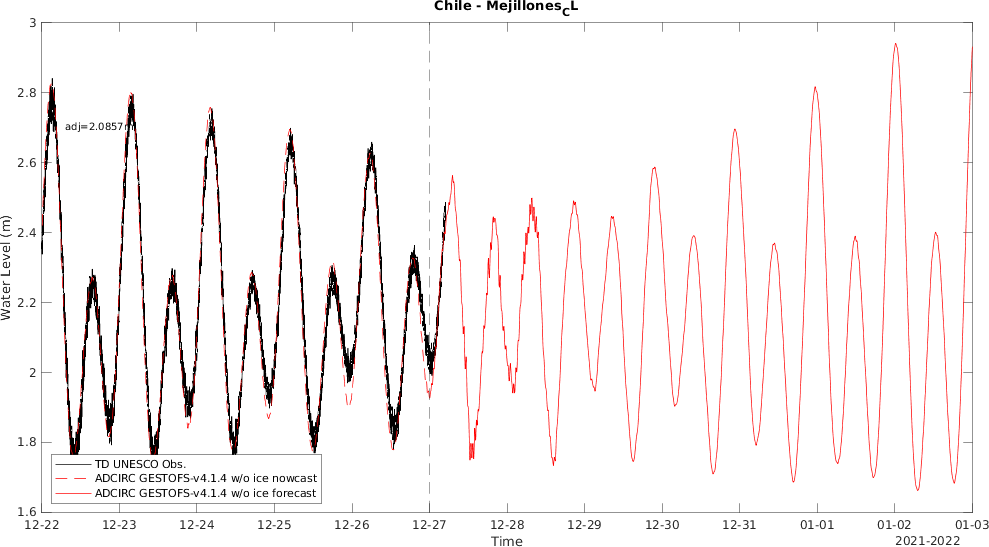 Chile - Mejillones_CL
3
2.8
2.6
2.4
2.2
2
1.8
1.6
Water Level (m)
adj=2.0857m
TD UNESCO Obs.
ADCIRC GESTOFS-v4.1.4 w/o ice nowcast
ADCIRC GESTOFS-v4.1.4 w/o ice forecast
12-22 12-23 12-24 12-25 12-26 12-27 12-28 12-29 12-30 12-31 01-01 01-02 01-03
Time
2021-2022